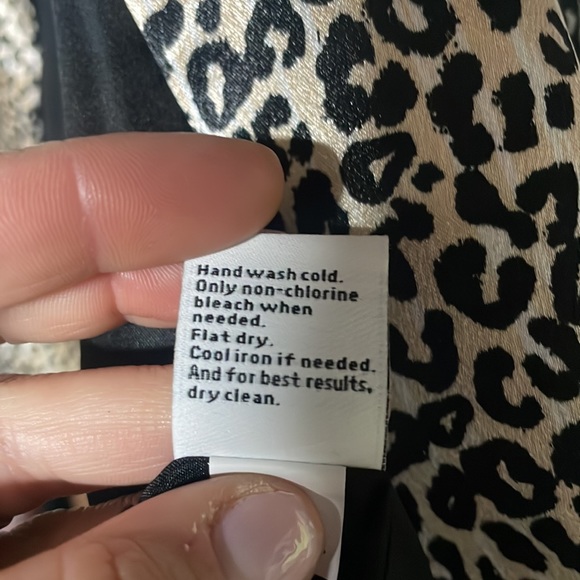 Hand wash cold.
Only non-chlorine
bleach when
needed.
Flat dry.
Cool iron if needed.
And for best results,
dry clean.